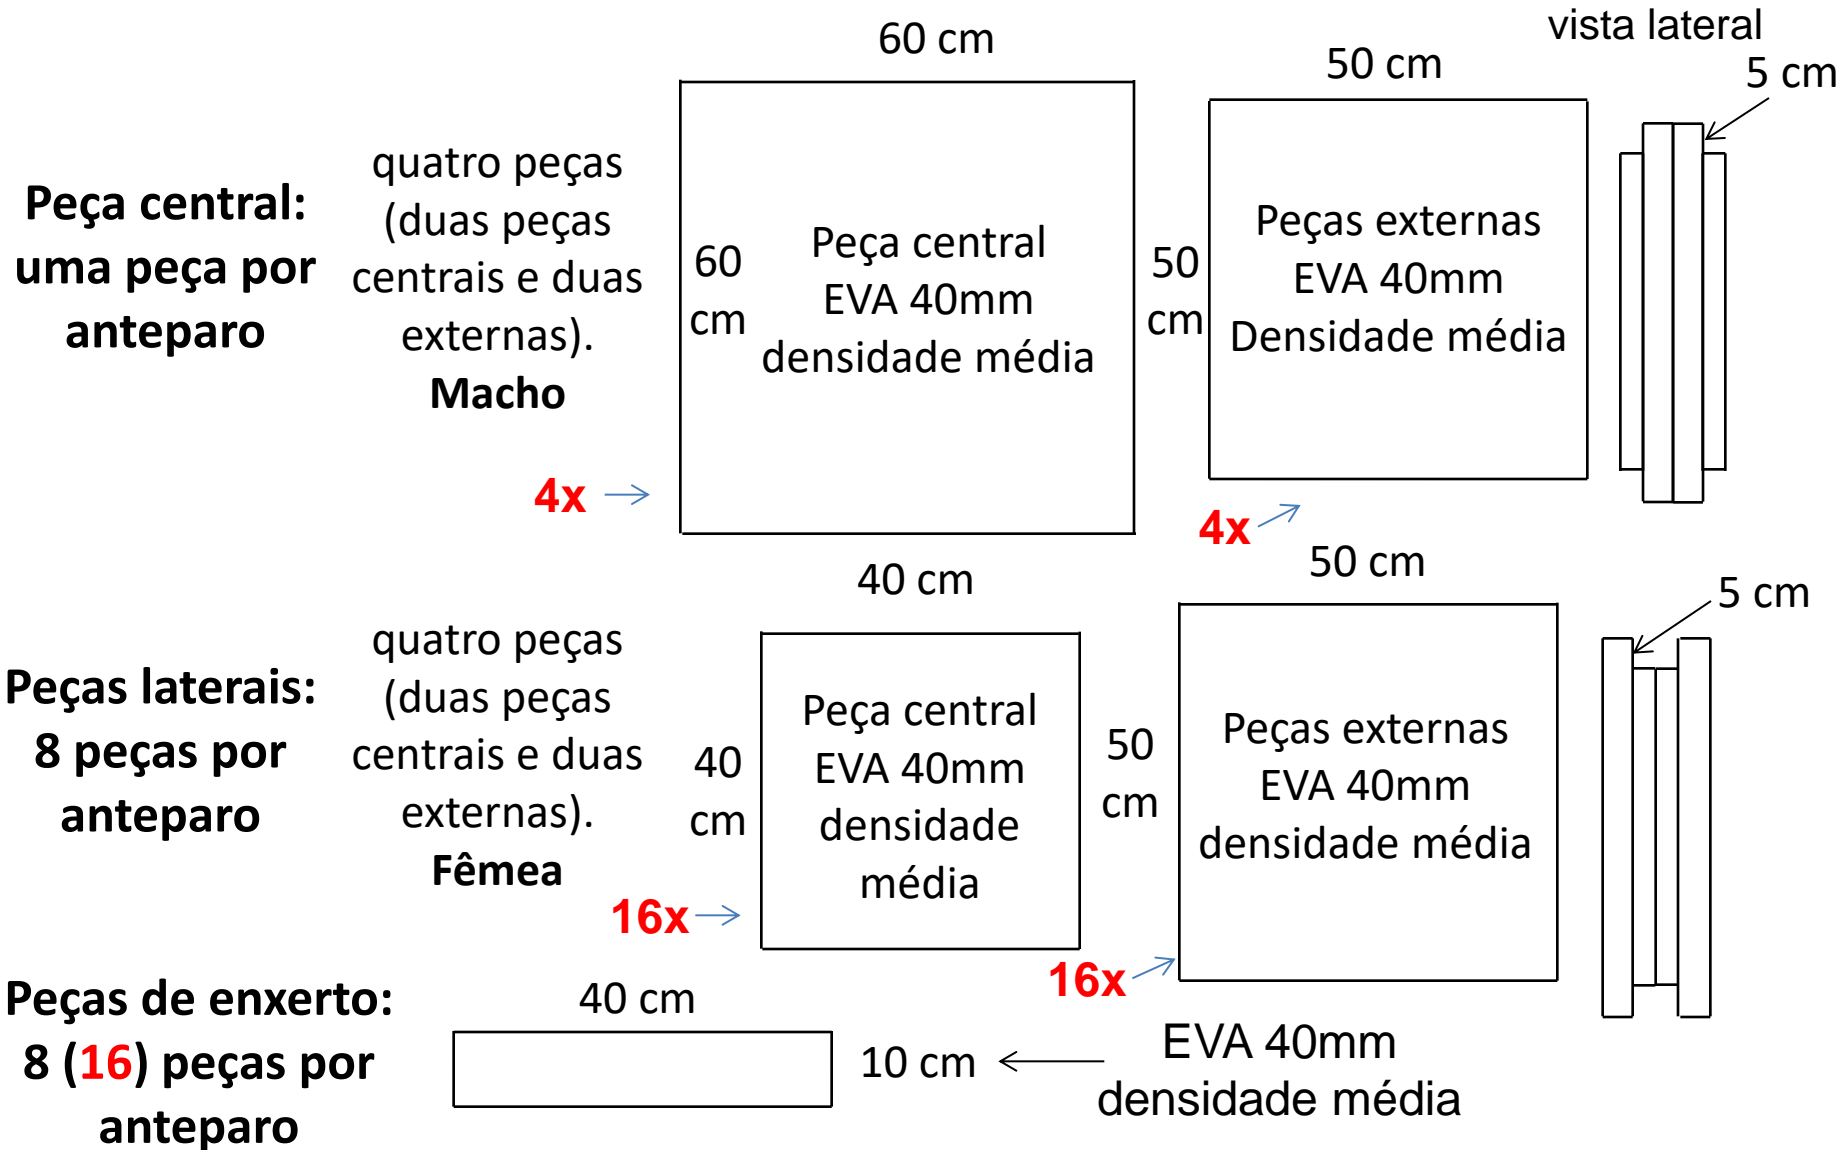 vista lateral
60 cm
50 cm
5 cm
Peça central:
uma peça por
anteparo
quatro peças
(duas peças
centrais e duas
externas).
Macho
60
cm
Peça central
EVA 40mm
densidade média
50
cm
Peças externas
EVA 40mm
Densidade média
4x
4x
40 cm
50 cm
5 cm
Peças laterais:
8 peças por
anteparo
quatro peças
(duas peças
centrais e duas
externas).
Fêmea
40
cm
Peça central
EVA 40mm
densidade
média
50
cm
Peças externas
EVA 40mm
densidade média
16x
16x
Peças de enxerto:
8 (16) peças por
anteparo
40 cm
10 cm
EVA 40mm
densidade média